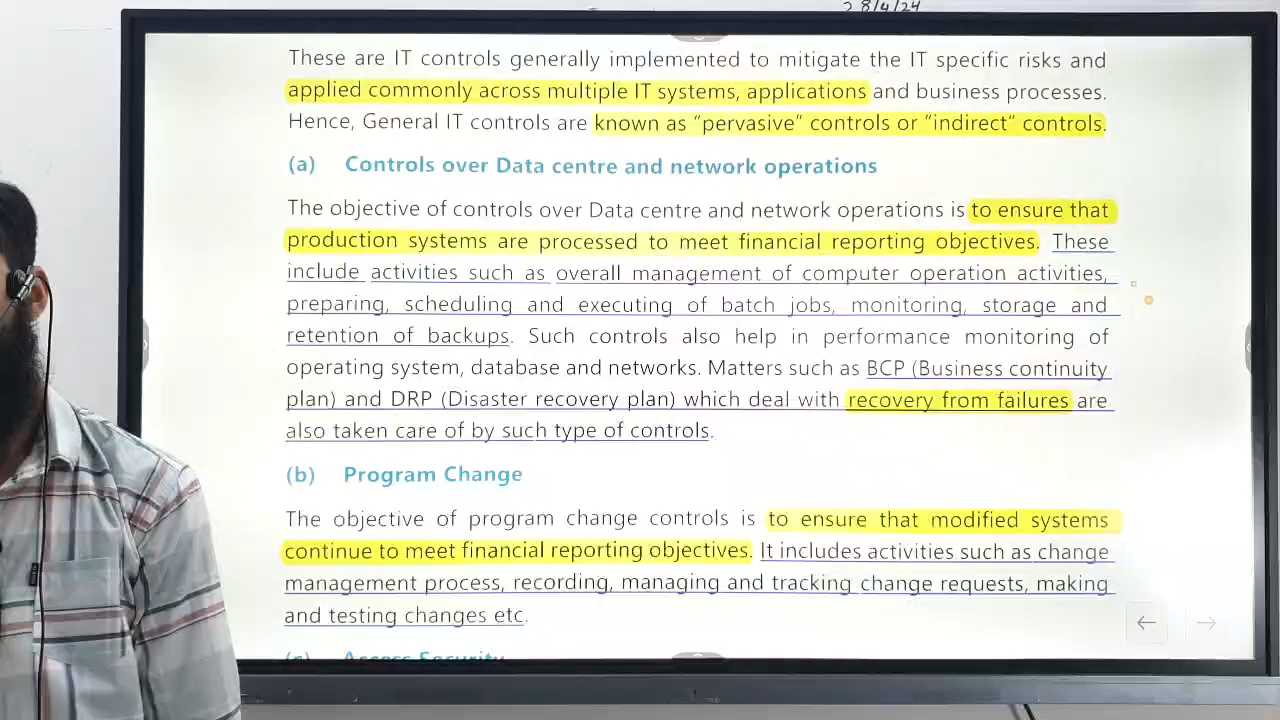 28/4/24
These are IT controls generally implemented to mitigate the IT specific risks and
applied commonly across multiple IT systems, applications and business processes.
Hence, General IT controls are known as “pervasive” controls or “indirect” controls.
(a) Controls over Data centre and network operations
The objective of controls over Data centre and network operations is to ensure that
production systems are processed to meet financial reporting objectives. These
include activities such as overall management of computer operation activities,
preparing, scheduling and executing of batch jobs, monitoring, storage and
retention of backups. Such controls also help in performance monitoring of
operating system, database and networks. Matters such as BCP (Business continuity
plan) and DRP (Disaster recovery plan) which deal with recovery from failures are
also taken care of by such type of controls.
(b) Program Change
The objective of program change controls is to ensure that modified systems
continue to meet financial reporting objectives. It includes activities such as change
management process, recording, managing and tracking change requests, making
and testing changes etc.
(c) Access Security